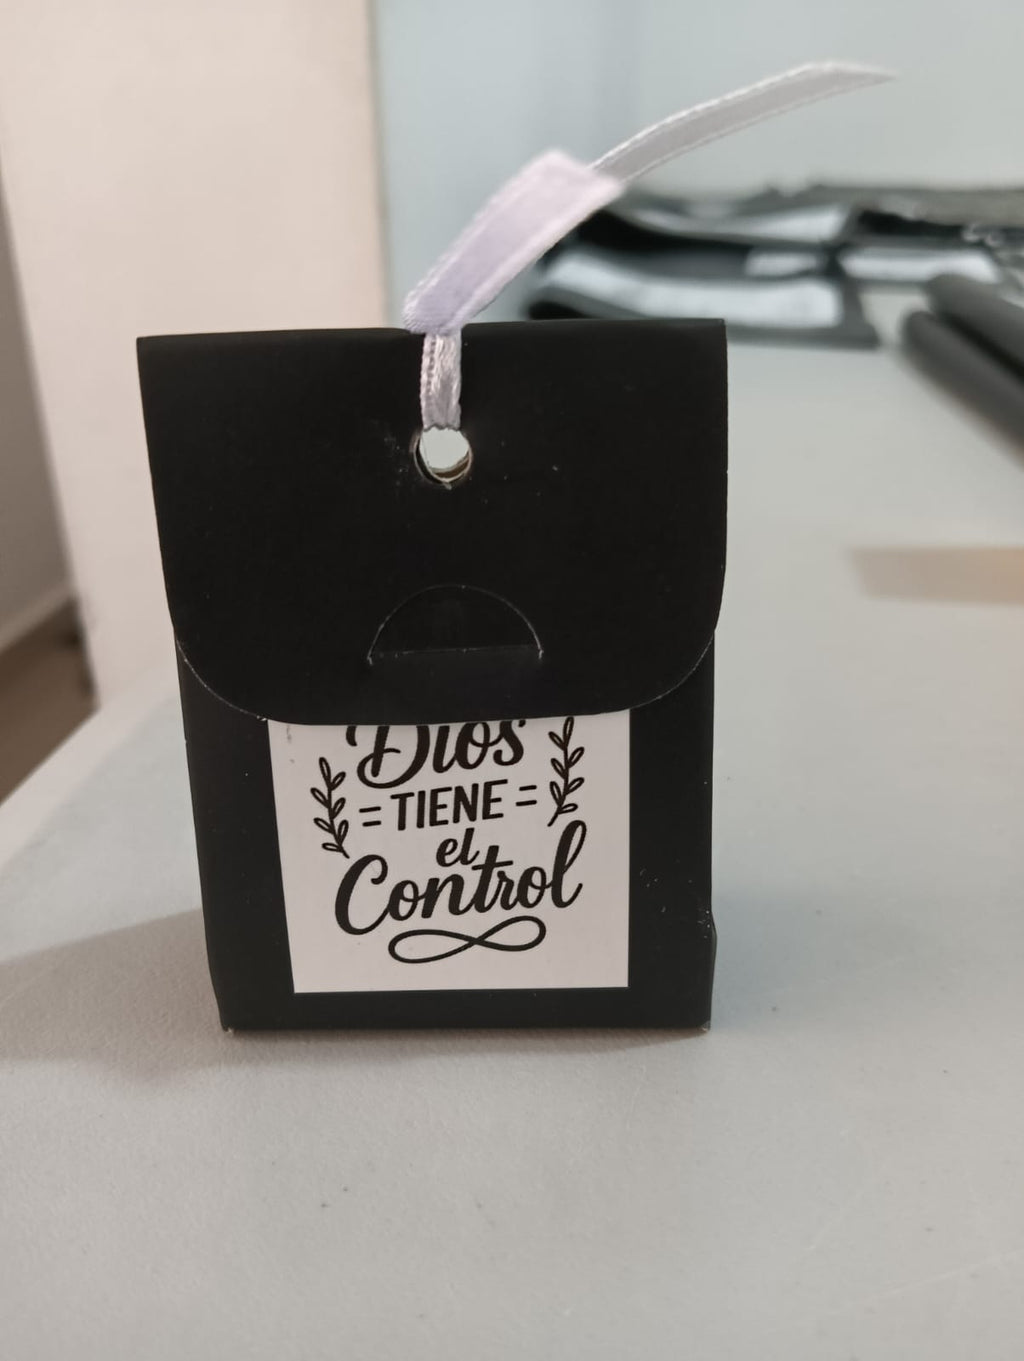 Dios
= TIENE =
el
Control